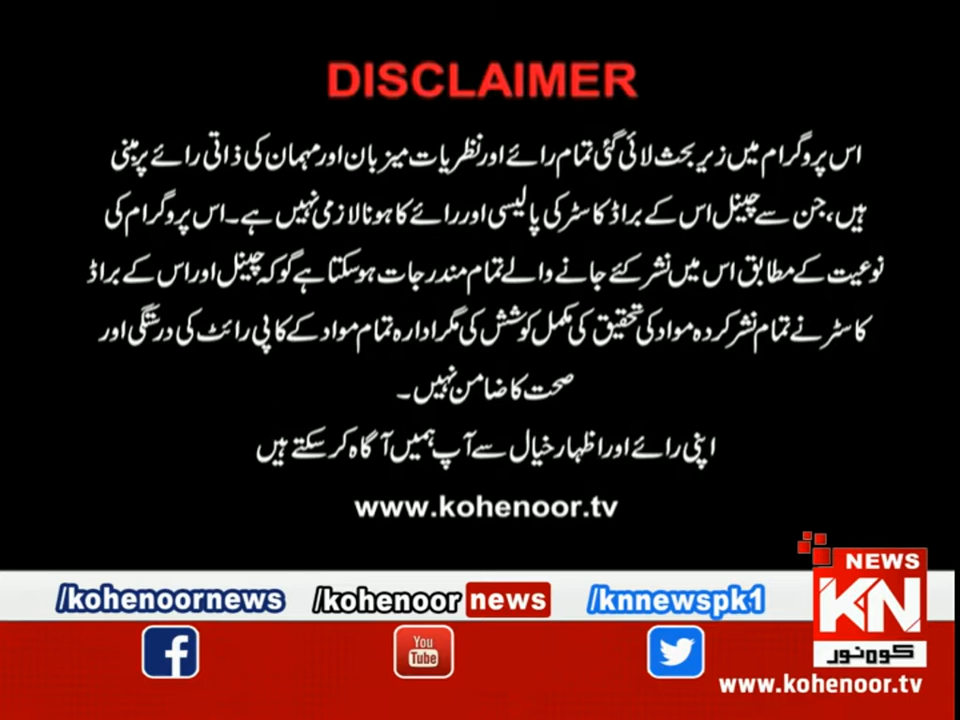 DISCLAIMER
اس پروگرام میں زیر بحث لائی گئی تمام رائے اور نظریات میزبان اور مہمان کی ذاتی رائے پر مبنی
ہیں، جن سے چینل اس کے براڈ کاسٹر کی پالیسی اور رائے کا ہونا لازمی نہیں ہے۔ اس پروگرام کی
نوعیت کے مطابق اس میں نشر کئے جانے والے تمام مندرجات ہو سکتا ہے گو کہ چینل اور اس کے براڈ
کاسٹر نے تمام نشر کردہ مواد کی تحقیق کی مکمل کوشش کی مگر ادارہ تمام مواد کے کاپی رائٹ کی درستگی اور
صحت کا ضامن نہیں۔
اپنی رائے اور اظہار خیال سے آپ ہمیں آگاہ کر سکتے ہیں
www.kohenoor.tv
/kohenoornews
/kohenoor news
/knnewspk1
f
You
Tube
NEWS
KN
کوہ نور
www.kohenoor.tv